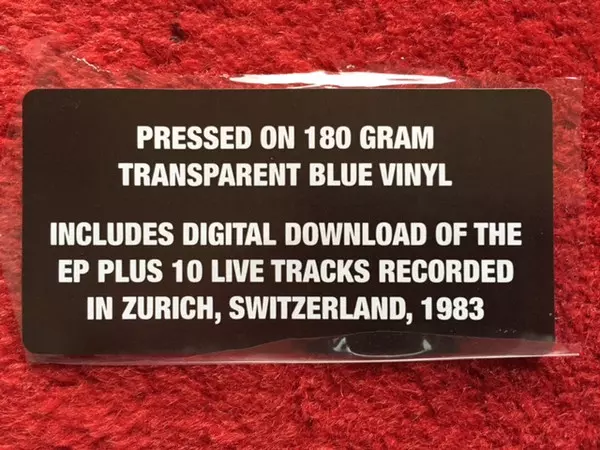 PRESSED ON 180 GRAM
TRANSPARENT BLUE VINYL
INCLUDES DIGITAL DOWNLOAD OF THE
EP PLUS 10 LIVE TRACKS RECORDED
IN ZURICH, SWITZERLAND, 1983